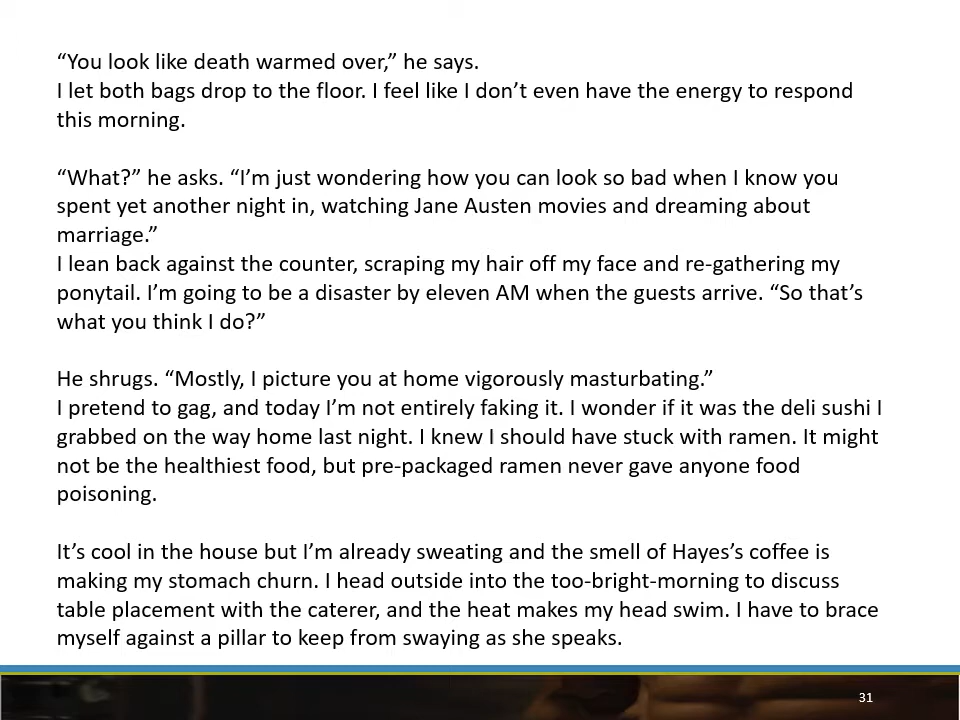 “You look like death warmed over,” he says.
I let both bags drop to the floor. I feel like I don’t even have the energy to respond
this morning.
“What?” he asks. “I’m just wondering how you can look so bad when I know you
spent yet another night in, watching Jane Austen movies and dreaming about
marriage.”
I lean back against the counter, scraping my hair off my face and re-gathering my
ponytail. I’m going to be a disaster by eleven AM when the guests arrive. “So that’s
what you think I do?”
He shrugs. “Mostly, I picture you at home vigorously masturbating.”
I pretend to gag, and today I’m not entirely faking it. I wonder if it was the deli sushi I
grabbed on the way home last night. I knew I should have stuck with ramen. It might
not be the healthiest food, but pre-packaged ramen never gave anyone food
poisoning.
It’s cool in the house but I’m already sweating and the smell of Hayes’s coffee is
making my stomach churn. I head outside into the too-bright-morning to discuss
table placement with the caterer, and the heat makes my head swim. I have to brace
myself against a pillar to keep from swaying as she speaks.
31